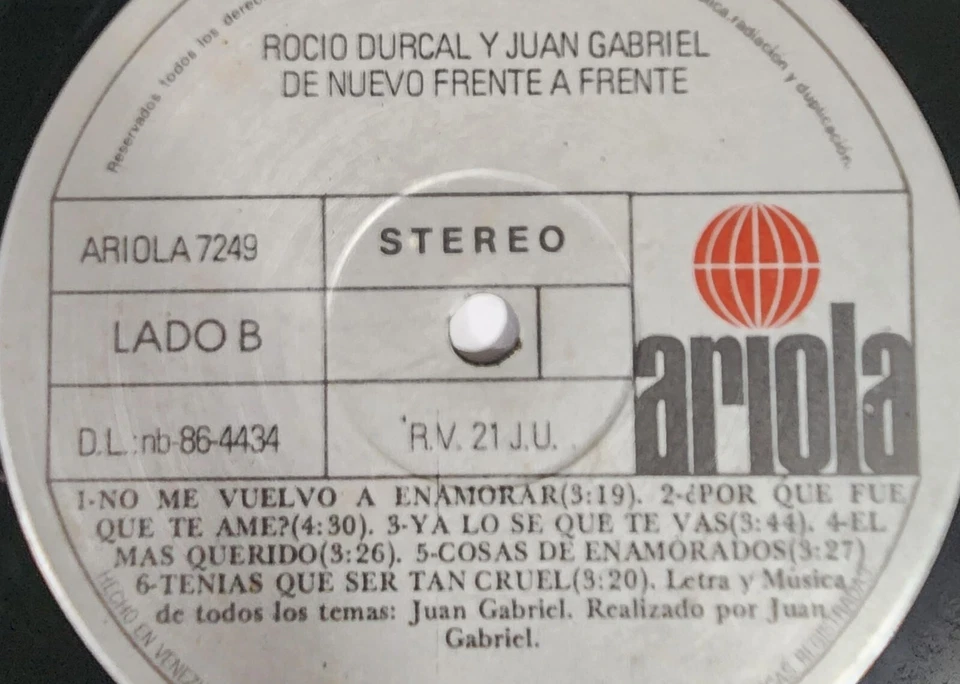 Reservados todos los derec
sica, radiación y duplicación.
ROCIO DURCAL Y JUAN GABRIEL
DE NUEVO FRENTE A FRENTE
ARIOLA 7249
STEREO
LADO B
ariola
D.L.:nb-86-4434
R.V. 21 J.U.
1-NO ME VUELVO A ENAMORAR(3:19). 2-¿POR QUE FUE
QUE TE AME?(4:30). 3-YA LO SE QUE TE VAS(3:44). 4-EL
MAS QUERIDO(3:26). 5-COSAS DE ENAMORADOS(3:27)
6-TENIAS QUE SER TAN CRUEL(3:20). Letra y Música
de todos los temas: Juan Gabriel. Realizado por Juan
Gabriel.
HECHO EN VENEZ
CAS REGISTRADAS